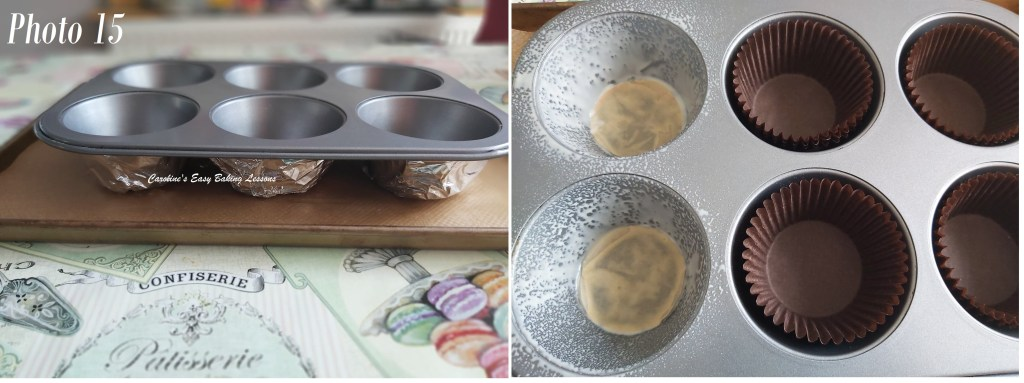 Photo 15
Caroline's Easy Baking Lessons
CONFISERIE
Pâtisserie